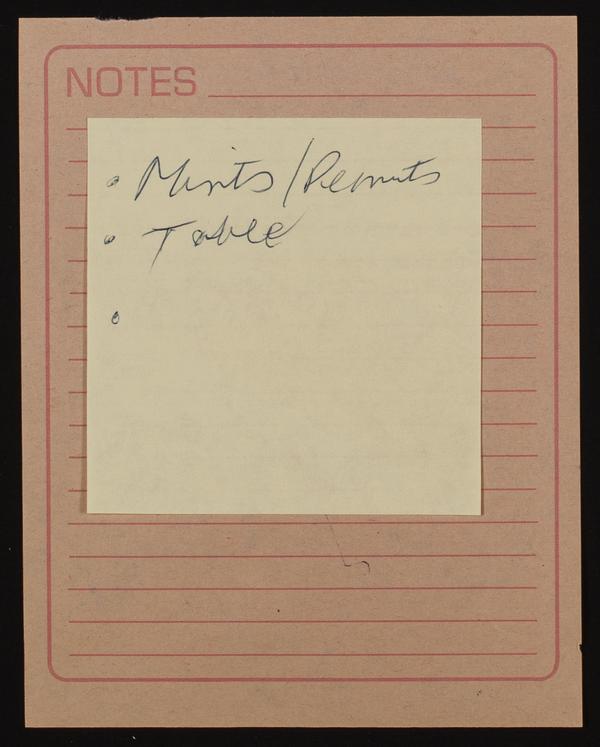 NOTES
• Mints/Peanuts
• Table
•